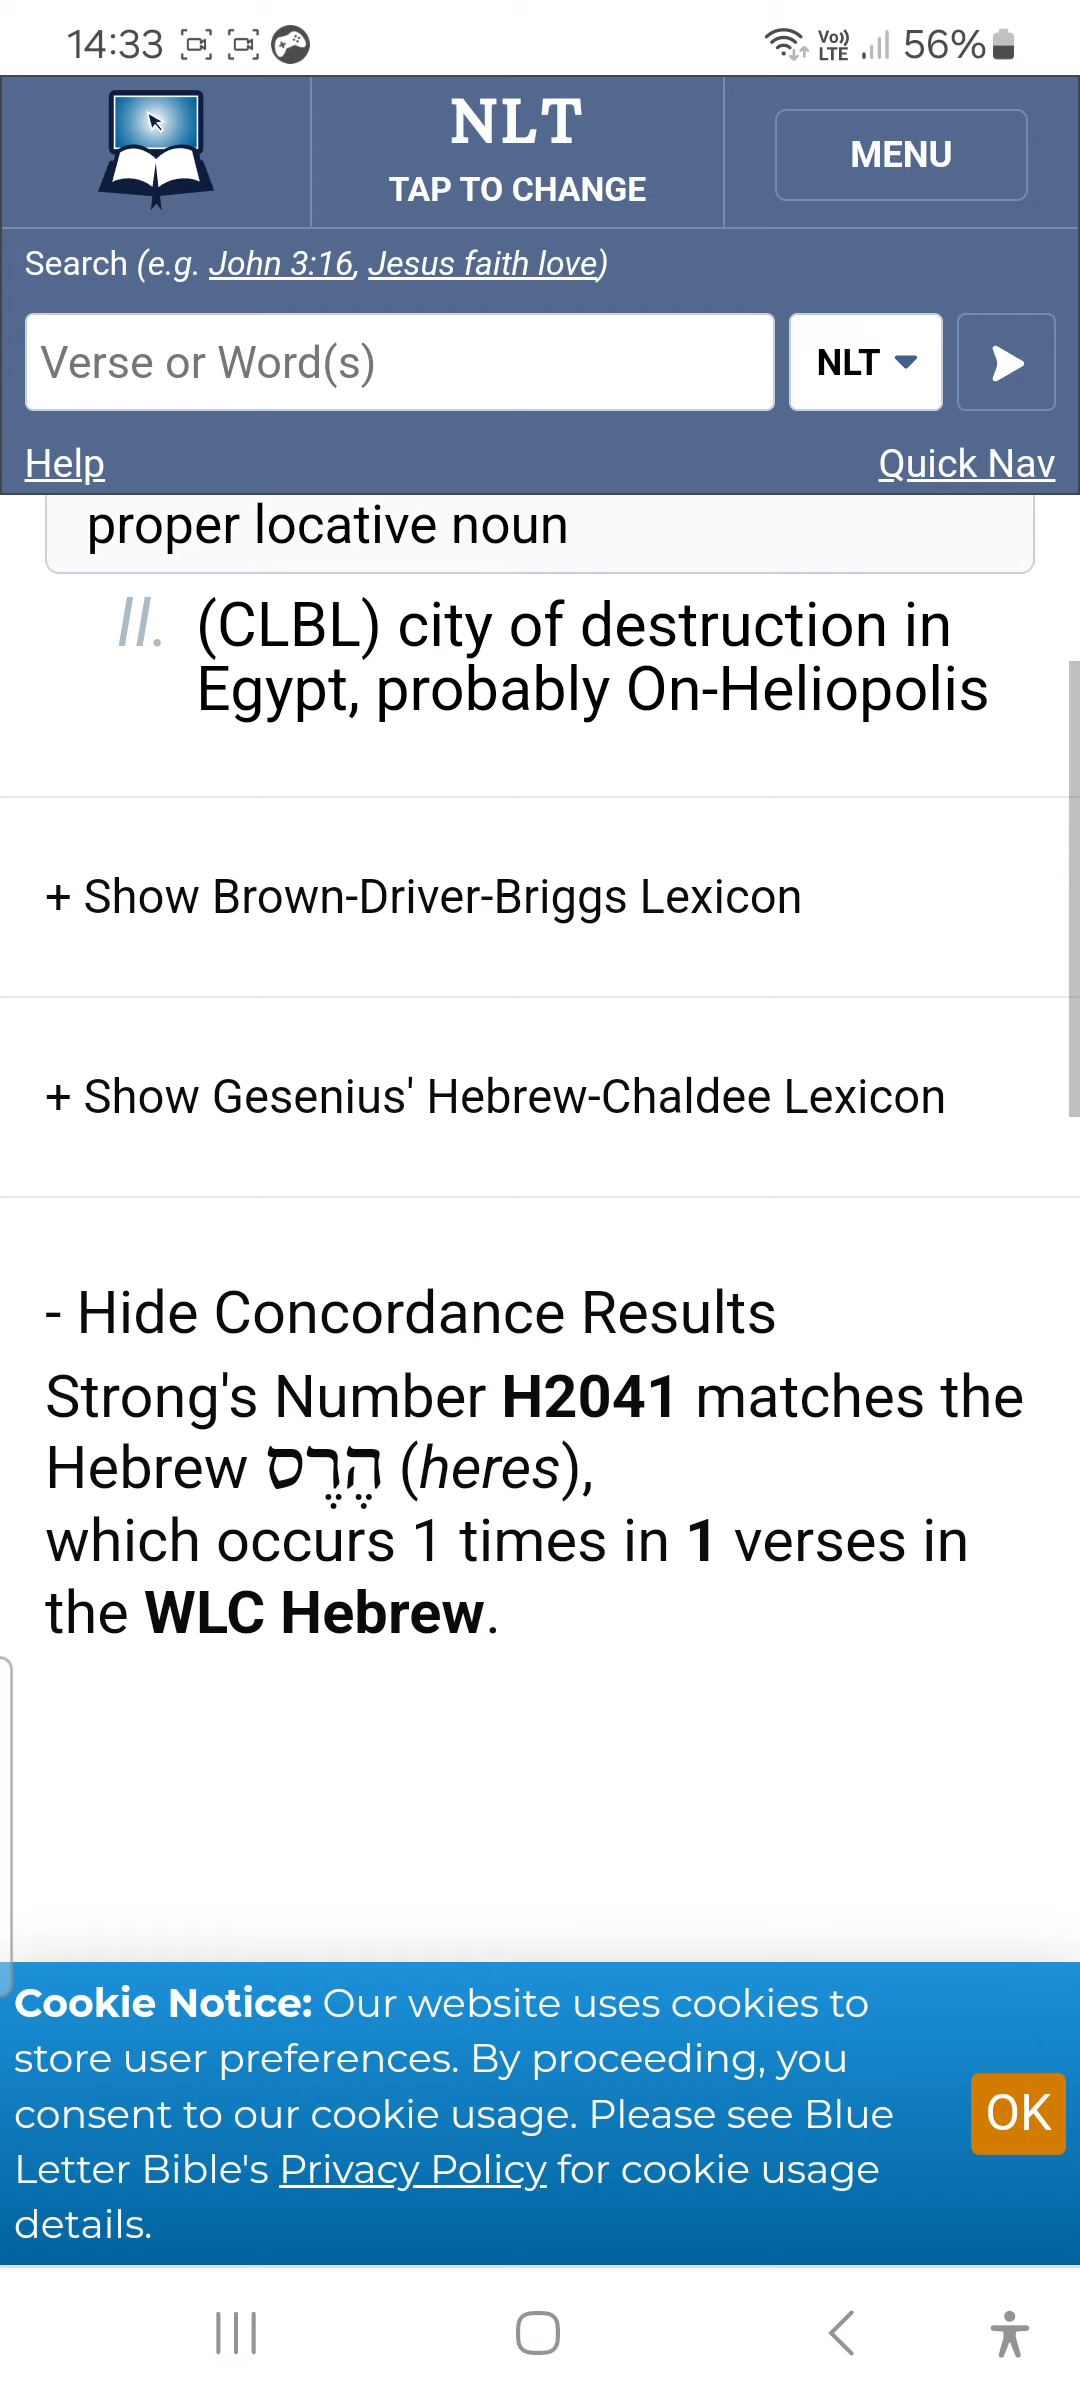 14:33
Vo)) LTE
56%
NLT
TAP TO CHANGE
MENU
Search (e.g. John 3:16, Jesus faith love)
Verse or Word(s)
NLT
Help
Quick Nav
proper locative noun
II. (CLBL) city of destruction in
Egypt, probably On-Heliopolis
+ Show Brown-Driver-Briggs Lexicon
+ Show Gesenius' Hebrew-Chaldee Lexicon
- Hide Concordance Results
Strong's Number H2041 matches the
Hebrew הֶרֶס (heres),
which occurs 1 times in 1 verses in
the WLC Hebrew.
Cookie Notice: Our website uses cookies to
store user preferences. By proceeding, you
consent to our cookie usage. Please see Blue
Letter Bible's Privacy Policy for cookie usage
details.
OK